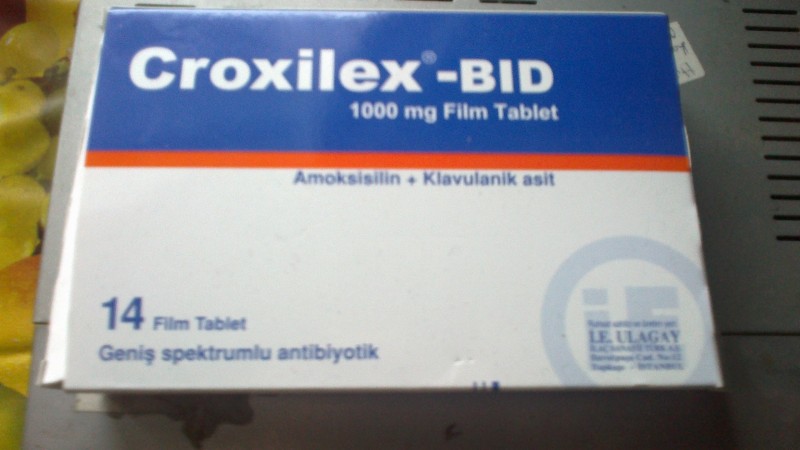 Croxilex®-BID
1000 mg Film Tablet
Amoksisilin + Klavulanik asit
14 Film Tablet
Geniş spektrumlu antibiyotik
İE
İ.E. ULAGAY
İSTANBUL